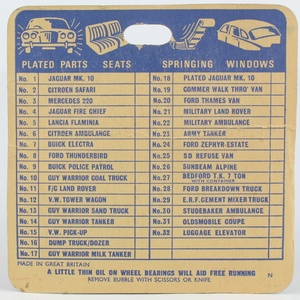 PLATED PARTS SEATS SPRINGING WINDOWS
No. 1 JAGUAR MK. 10
No. 2 CITROEN SAFARI
No. 3 MERCEDES 220
No. 4 JAGUAR FIRE CHIEF
No. 5 LANCIA FLAMINIA
No. 6 CITROEN AMBULANCE
No. 7 BUICK ELECTRA
No. 8 FORD THUNDERBIRD
No. 9 BUICK POLICE PATROL
No. 10 GUY WARRIOR COAL TRUCK
No. 11 F/C LAND ROVER
No. 12 V.W. TOWER WAGON
No. 13 GUY WARRIOR SAND TRUCK
No. 14 GUY WARRIOR TANKER
No. 15 V.W. PICK-UP
No. 16 DUMP TRUCK/DOZER
No. 17 GUY WARRIOR MILK TANKER
No. 18 PLATED JAGUAR MK. 10
No. 19 COMMER WALK THRO' VAN
No. 20 FORD THAMES VAN
No. 21 MILITARY LAND ROVER
No. 22 MILITARY AMBULANCE
No. 23 ARMY TANKER
No. 24 FORD ZEPHYR-ESTATE
No. 25 SD REFUSE VAN
No. 26 SUNBEAM ALPINE
No. 27 BEDFORD T.K. 7 TON
WITH CONTAINER
No. 28 FORD BREAKDOWN TRUCK
No. 29 E.R.F. CEMENT MIXER TRUCK
No. 30 STUDEBAKER AMBULANCE
No. 31 OLDSMOBILE COUPE
No. 32 LUGGAGE ELEVATOR
MADE IN GREAT BRITAIN
A LITTLE THIN OIL ON WHEEL BEARINGS WILL AID FREE RUNNING
REMOVE BUBBLE WITH SCISSORS OR KNIFE N